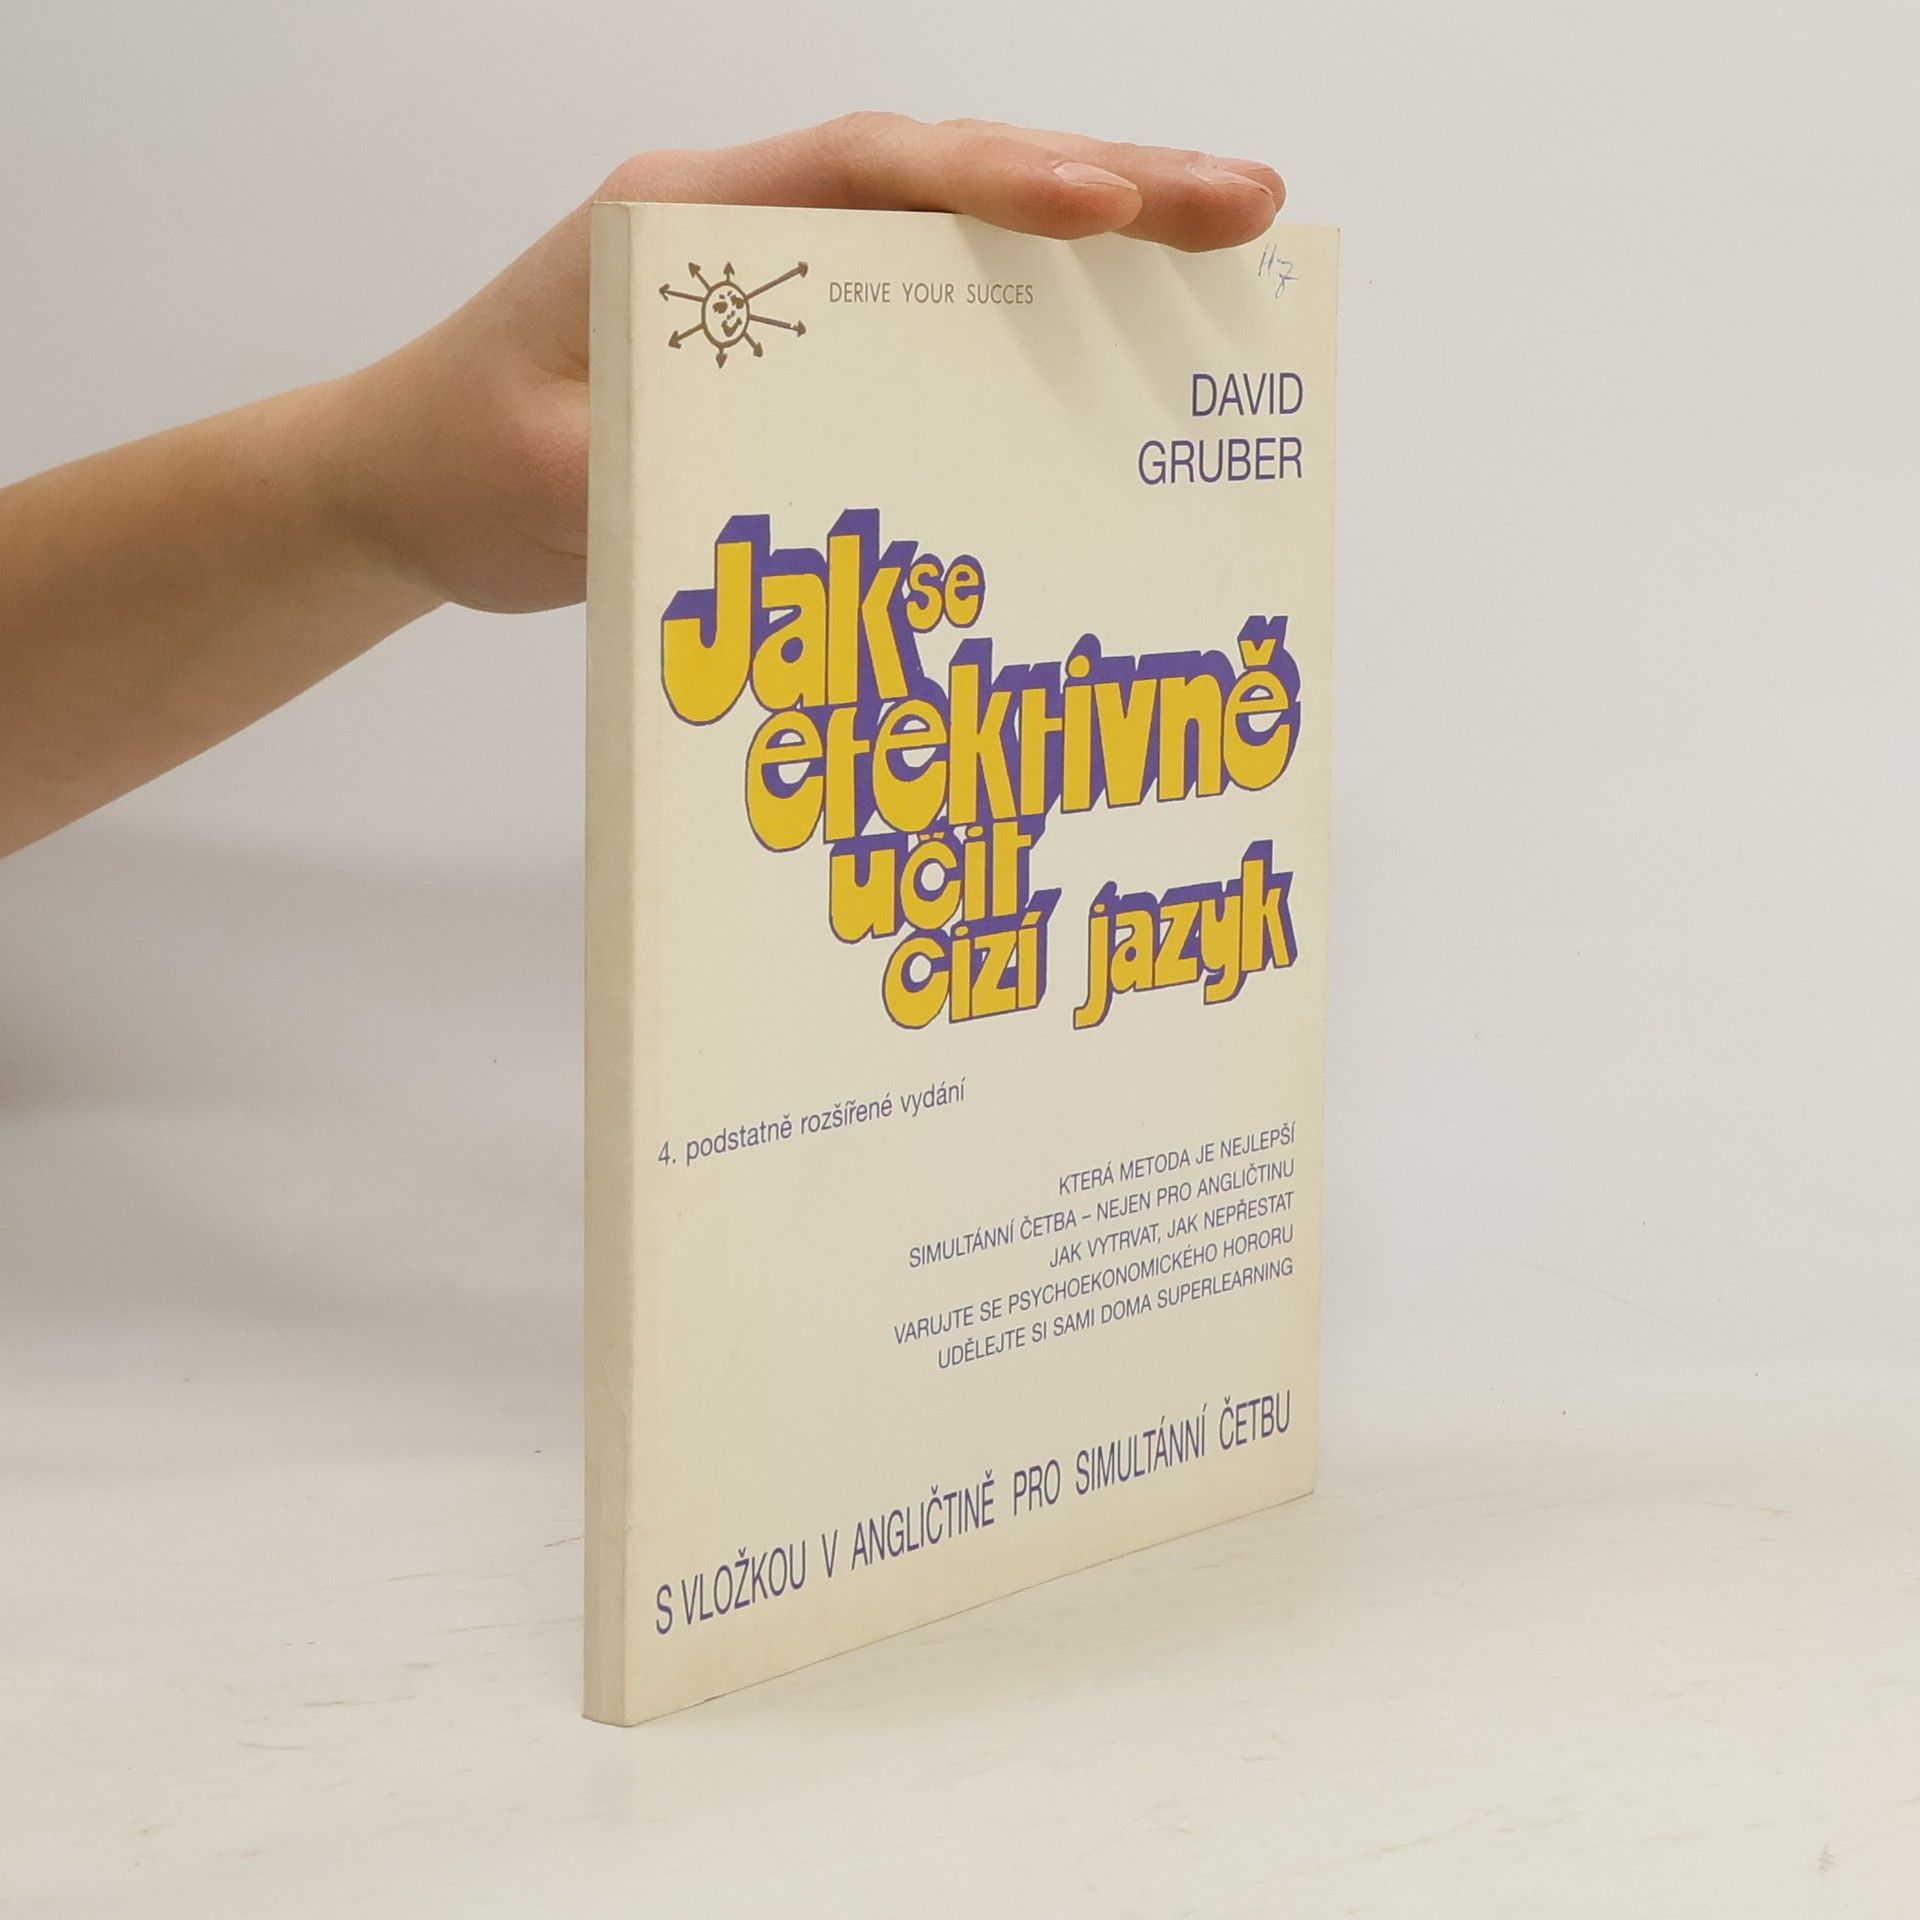 DERIVE YOUR SUCCES
DAVID
GRUBER
Jak se
efektivně
učit
cizí jazyk
4. podstatně rozšířené vydání
KTERÁ METODA JE NEJLEPŠÍ
SIMULTÁNNÍ ČETBA – NEJEN PRO ANGLIČTINU
JAK VYTRVAT, JAK NEPŘESTAT
VARUJTE SE PSYCHOEKONOMICKÉHO HORORU
UDĚLEJTE SI SAMI DOMA SUPERLEARNING
S VLOŽKOU V ANGLIČTINĚ PRO SIMULTÁNNÍ ČETBU